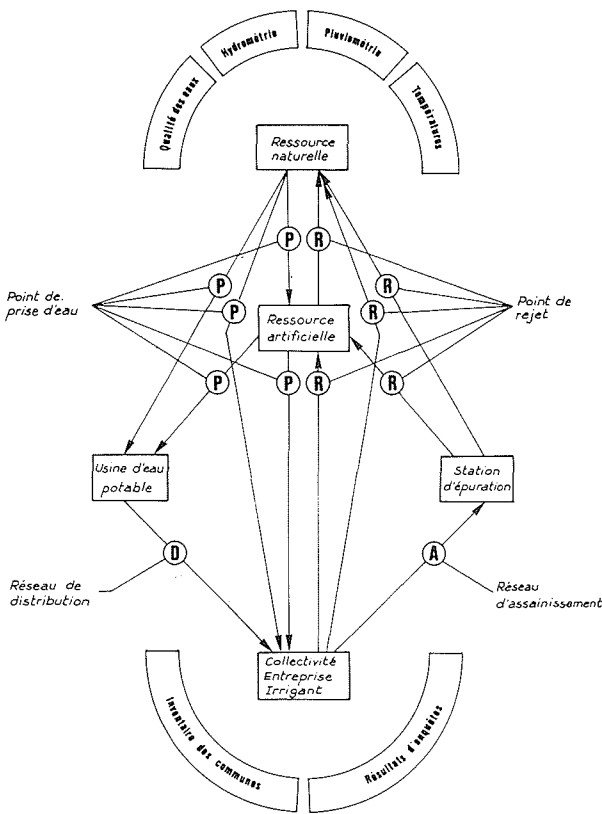 Qualité des eaux
Hydrométrie
Pluviométrie
Températures
Ressource
naturelle
P
R
P
R
P
R
Point de.
prise d'eau
Point de
rejet
Ressource
artificielle
P
P
R
R
Usine d'eau
potable
Station
d'épuration
D
A
Réseau de
distribution
Réseau
d'assainissement
Collectivité
Entreprise
Irrigant
Inventaire des communes
Résultats d'enquêtes